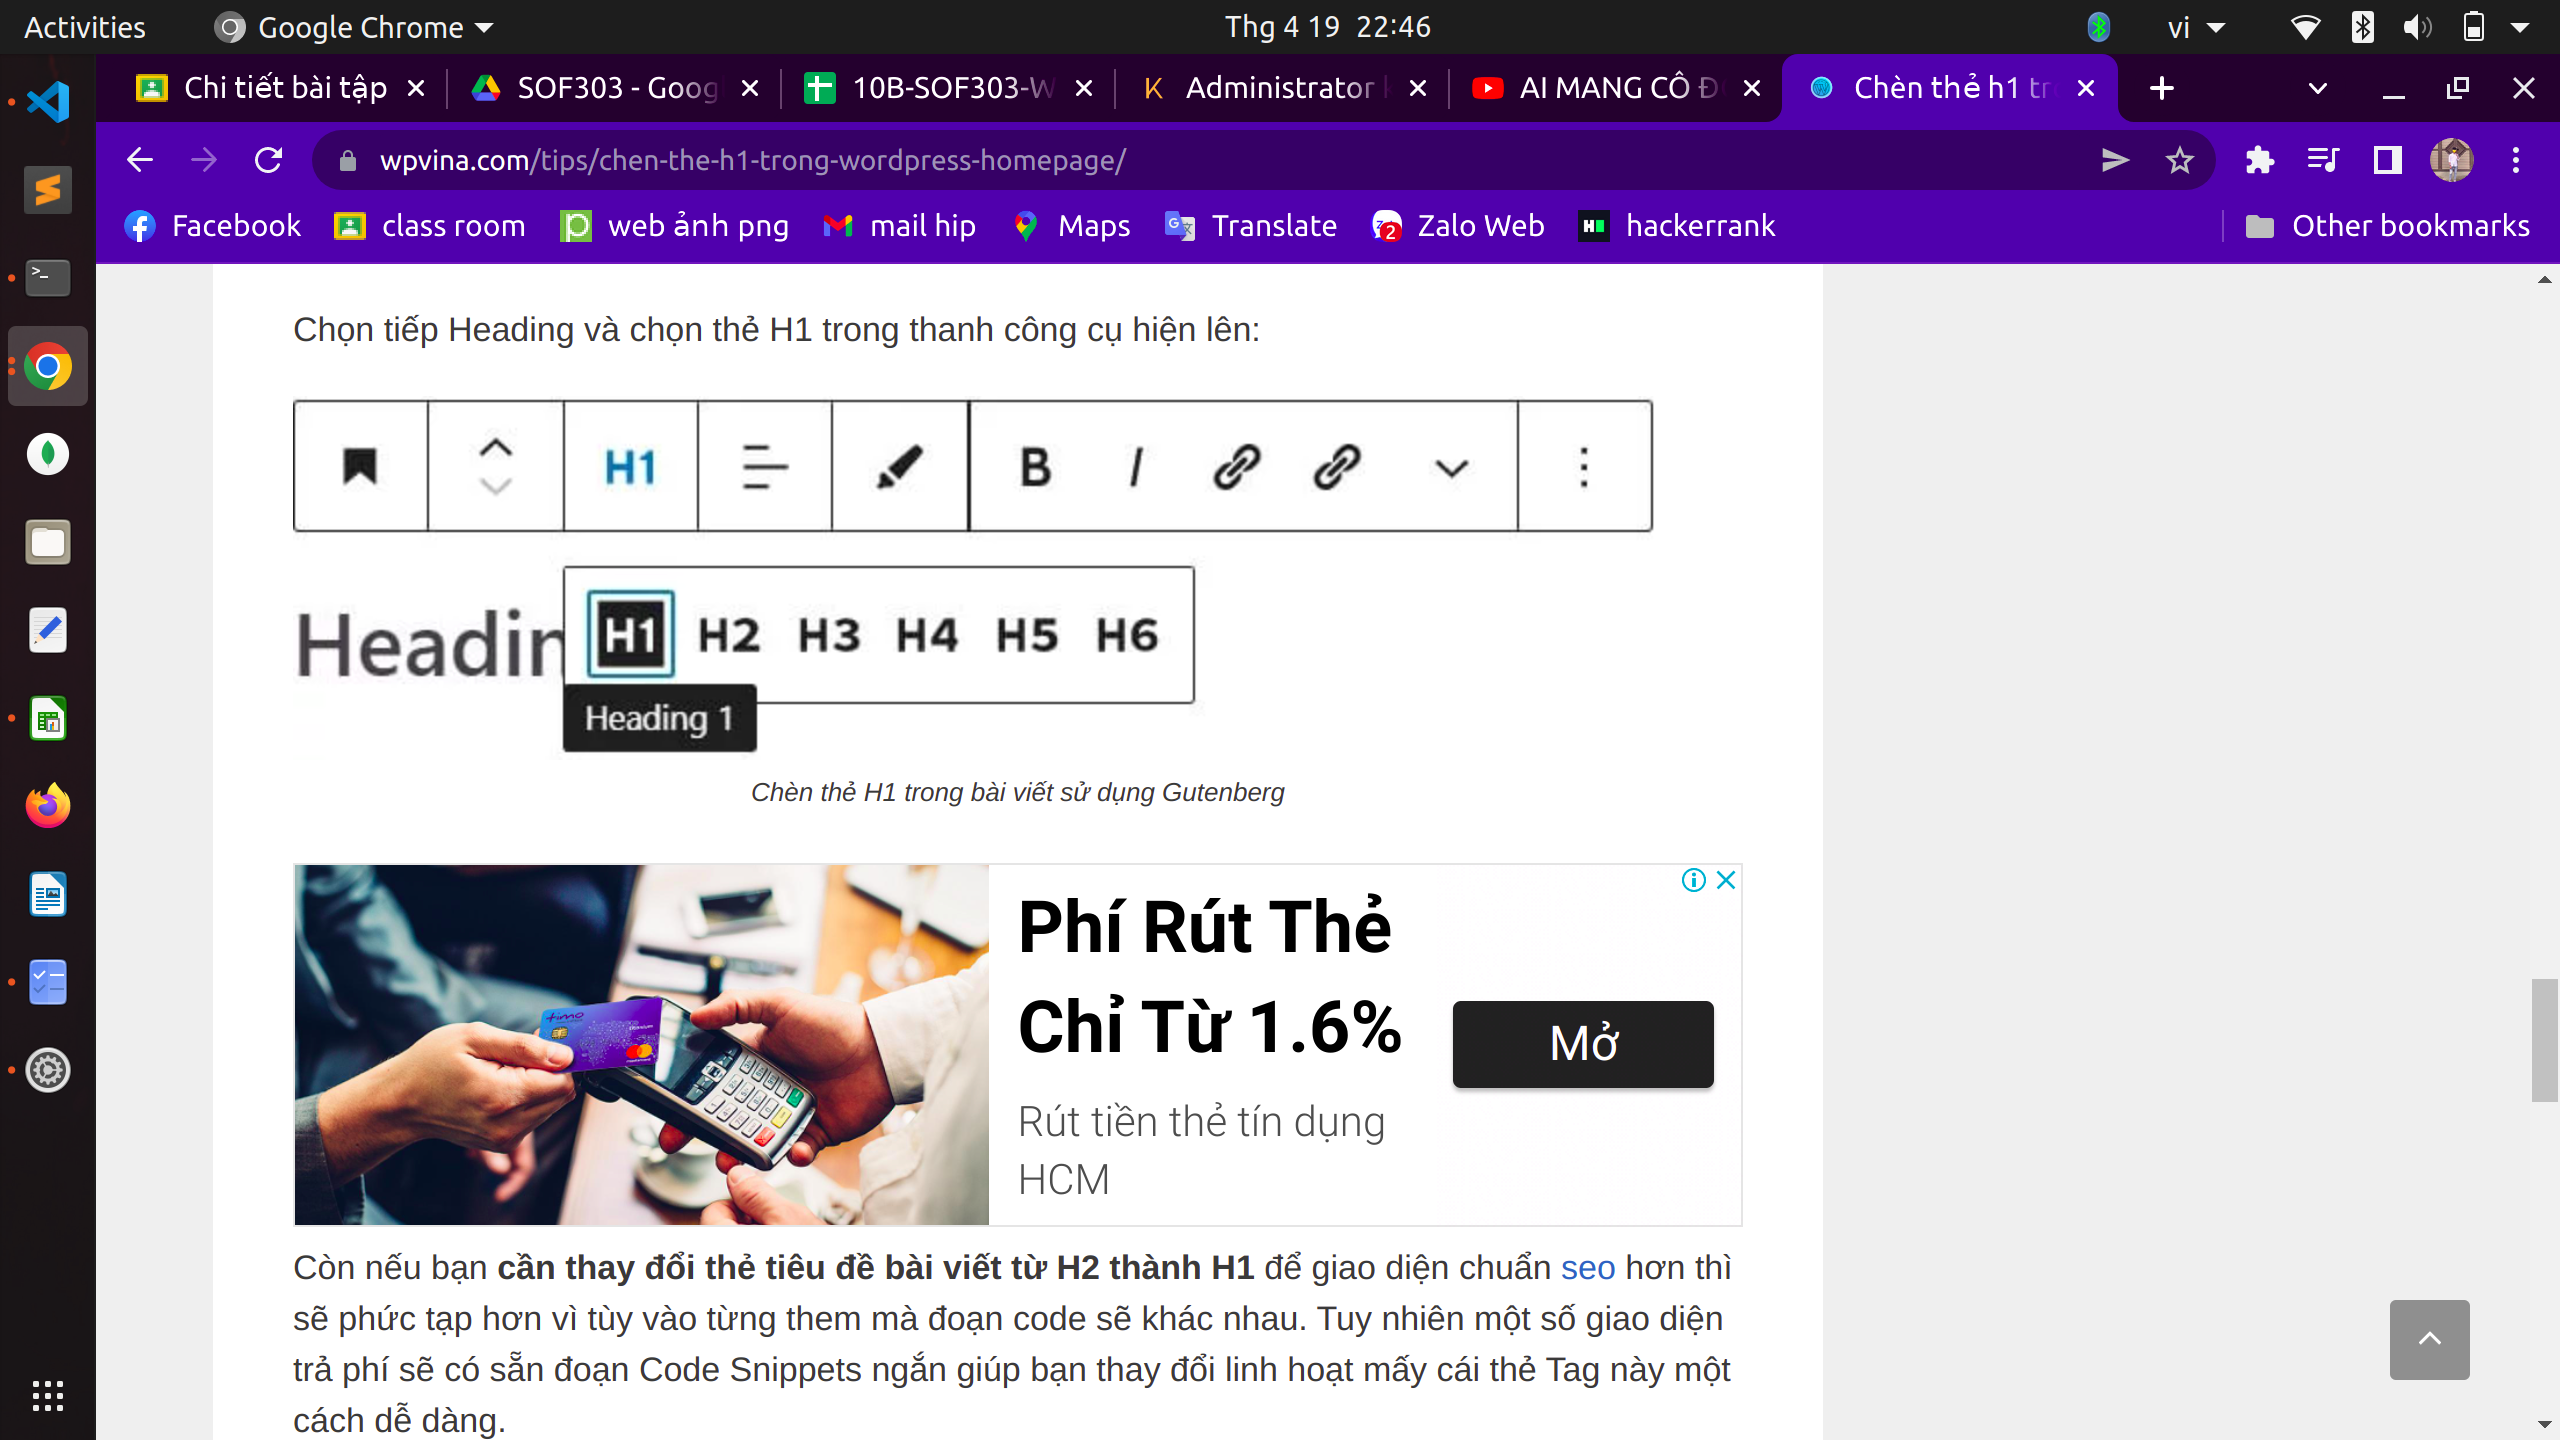 Activities
Google Chrome
Thg 4 19 22:46
vi
Chi tiết bài tập
SOF303 - Goog
10B-SOF303-W
Administrator
AI MANG CÔ Đ
Chèn thẻ h1 tr
wpvina.com/tips/chen-the-h1-trong-wordpress-homepage/
Facebook
class room
web ảnh png
mail hip
Maps
Translate
2
Zalo Web
hackerrank
Other bookmarks
Chọn tiếp Heading và chọn thẻ H1 trong thanh công cụ hiện lên:
H1
B I
Headin
H1 H2 H3 H4 H5 H6
Heading 1
Chèn thẻ H1 trong bài viết sử dụng Gutenberg
timo
Phí Rút Thẻ
Chỉ Từ 1.6%
Mở
Rút tiền thẻ tín dụng
HCM
Còn nếu bạn cần thay đổi thẻ tiêu đề bài viết từ H2 thành H1 để giao diện chuẩn seo hơn thì
sẽ phức tạp hơn vì tùy vào từng them mà đoạn code sẽ khác nhau. Tuy nhiên một số giao diện
trả phí sẽ có sẵn đoạn Code Snippets ngắn giúp bạn thay đổi linh hoạt mấy cái thẻ Tag này một
cách dễ dàng.